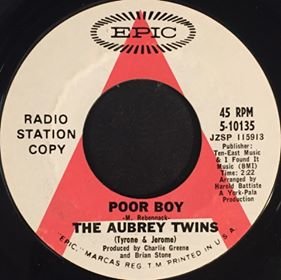 EPIC
RADIO
STATION
COPY
45 RPM
5-10135
JZSP 115913
Publisher:
Ten-East Music
& I Found It
Music (BMI)
Time: 2:22
Arranged by
Harold Battiste
A York-Pala
Production
POOR BOY
-M. Rebennack-
THE AUBREY TWINS
(Tyrone & Jerome)
Produced by Charlie Greene
and Brian Stone
"EPIC", MARCAS REG. T.M. PRINTED IN U.S.A.